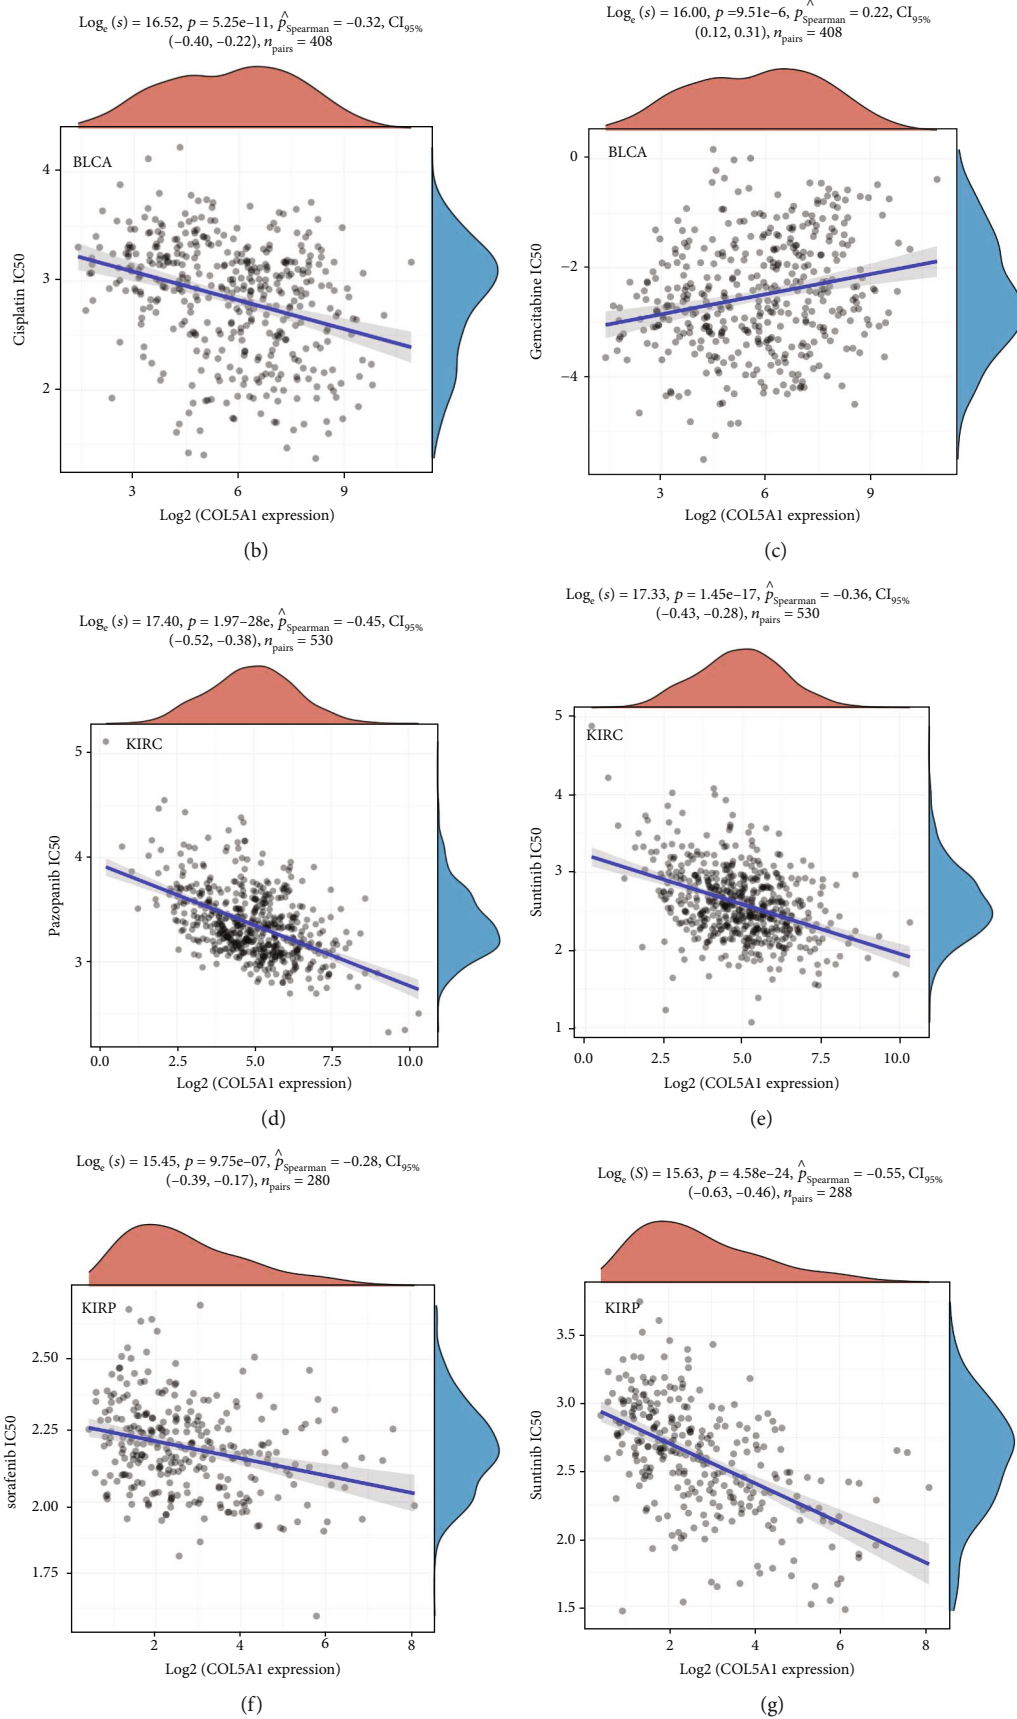 Logₑ (s) = 16.52, p = 5.25e–11, p̂Spearman = –0.32, CI95%
(–0.40, –0.22), npairs = 408
BLCA
4
3
2
Cisplatin IC50
3 6 9
Log2 (COL5A1 expression)
(b)
Logₑ (s) = 16.00, p =9.51e–6, p̂Spearman = 0.22, CI95%
(0.12, 0.31), npairs = 408
BLCA
0
–2
–4
Gemcitabine IC50
3 6 9
Log2 (COL5A1 expression)
(c)
Logₑ (s) = 17.40, p = 1.97–28e, p̂Spearman = –0.45, CI95%
(–0.52, –0.38), npairs = 530
KIRC
5
4
3
Pazopanib IC50
0.0 2.5 5.0 7.5 10.0
Log2 (COL5A1 expression)
(d)
Logₑ (s) = 17.33, p = 1.45e–17, p̂Spearman = –0.36, CI95%
(–0.43, –0.28), npairs = 530
KIRC
5
4
3
2
1
Suntinib IC50
0.0 2.5 5.0 7.5 10.0
Log2 (COL5A1 expression)
(e)
Logₑ (s) = 15.45, p = 9.75e–07, p̂Spearman = –0.28, CI95%
(–0.39, –0.17), npairs = 280
KIRP
2.50
2.25
2.00
1.75
sorafenib IC50
2 4 6 8
Log2 (COL5A1 expression)
(f)
Logₑ (S) = 15.63, p = 4.58e–24, p̂Spearman = –0.55, CI95%
(–0.63, –0.46), npairs = 288
KIRP
3.5
3.0
2.5
2.0
1.5
Suntinib IC50
2 4 6 8
Log2 (COL5A1 expression)
(g)